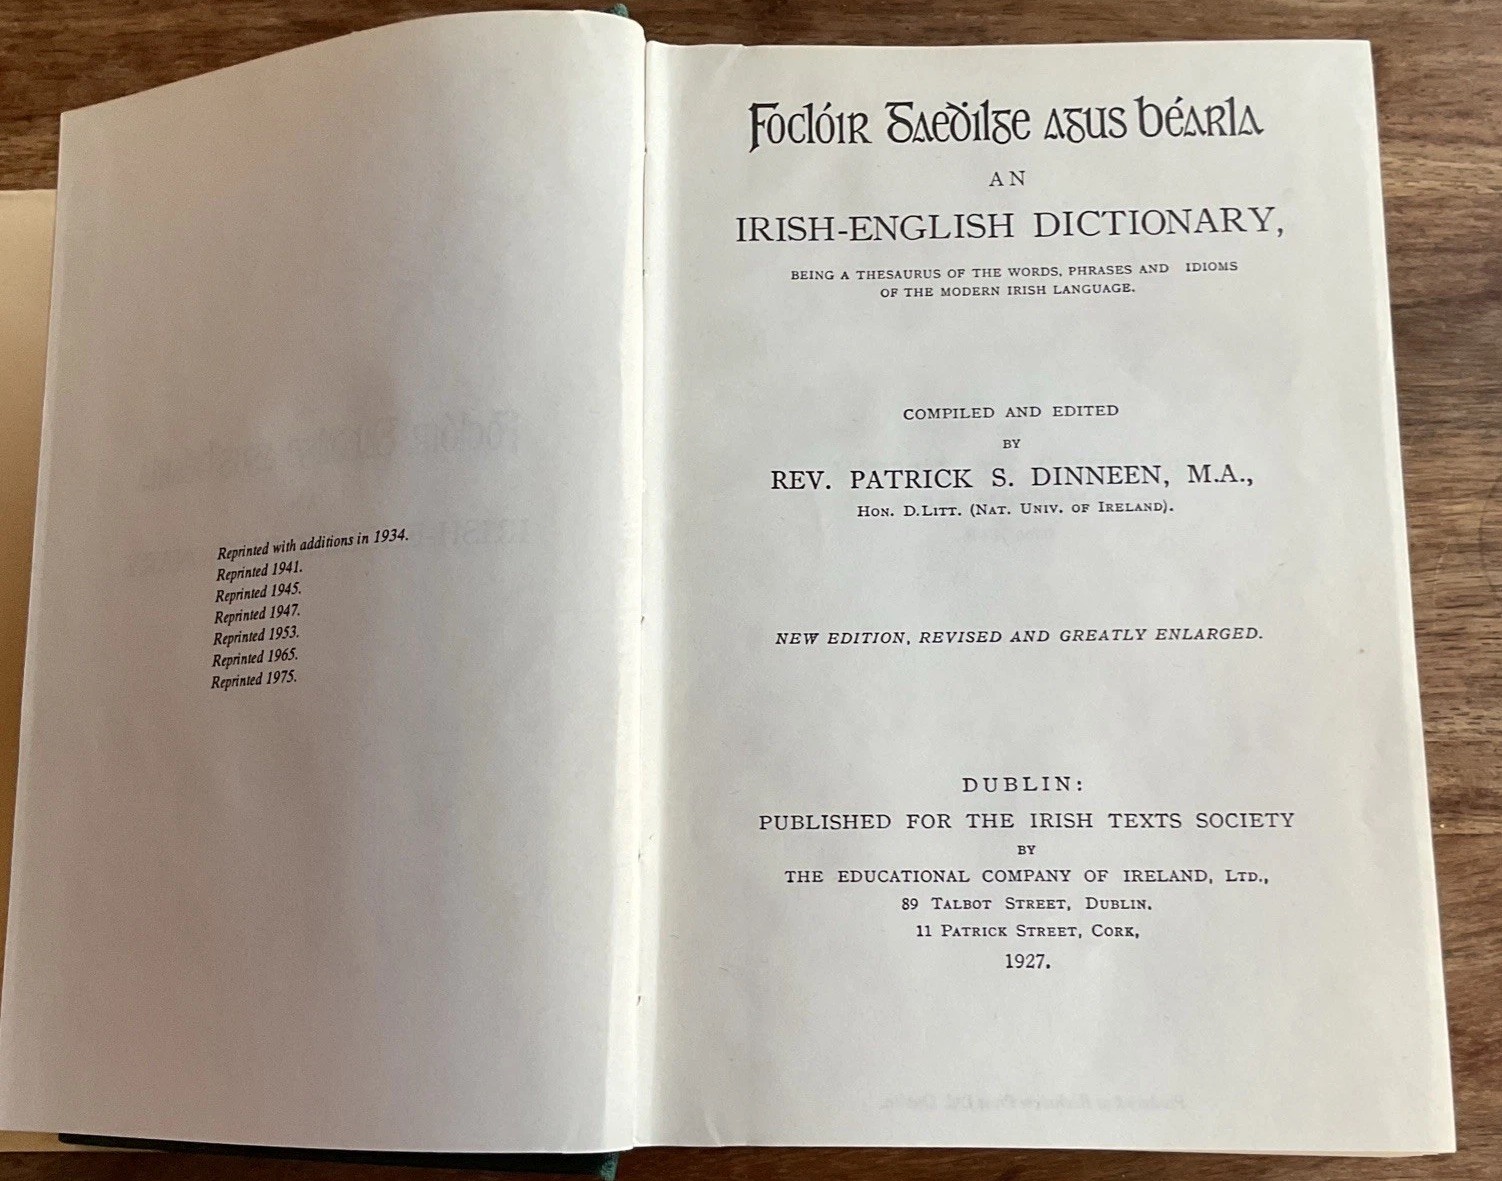 Reprinted with additions in 1934.
Reprinted 1941.
Reprinted 1945.
Reprinted 1947.
Reprinted 1953.
Reprinted 1965.
Reprinted 1975.
Foclóir Gaeḋilge agus Béarla
AN
IRISH-ENGLISH DICTIONARY,
BEING A THESAURUS OF THE WORDS, PHRASES AND IDIOMS
OF THE MODERN IRISH LANGUAGE.
COMPILED AND EDITED
BY
REV. PATRICK S. DINNEEN, M.A.,
HON. D.LITT. (NAT. UNIV. OF IRELAND).
NEW EDITION, REVISED AND GREATLY ENLARGED.
DUBLIN:
PUBLISHED FOR THE IRISH TEXTS SOCIETY
BY
THE EDUCATIONAL COMPANY OF IRELAND, LTD.,
89 TALBOT STREET, DUBLIN.
11 PATRICK STREET, CORK,
1927.